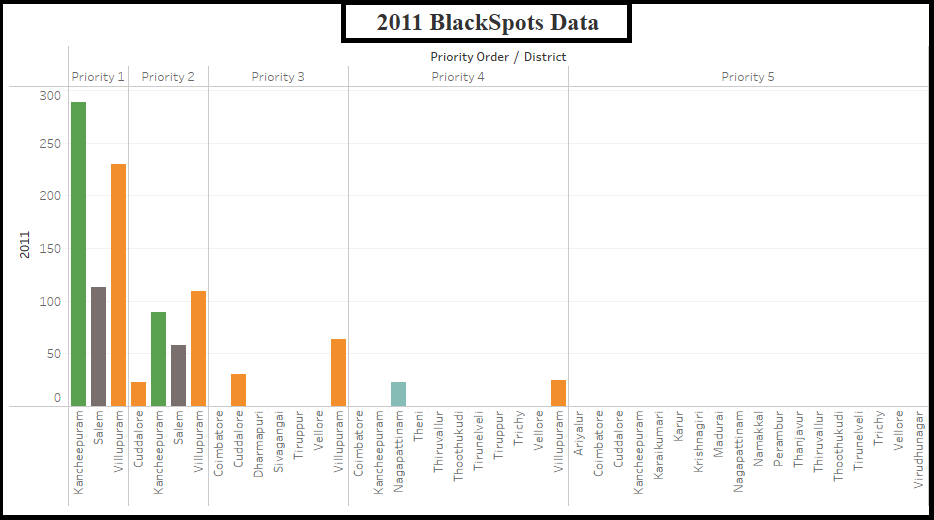 2011 BlackSpots Data
Priority Order / District
Priority 1 Priority 2 Priority 3 Priority 4 Priority 5
300
250
200
150
100
50
0
2011
Kancheepuram
Salem
Villupuram
Cuddalore
Kancheepuram
Salem
Villupuram
Coimbatore
Cuddalore
Dharmapuri
Sivagangai
Tiruppur
Vellore
Villupuram
Coimbatore
Kancheepuram
Nagapattinam
Theni
Thiruvallur
Thoothukudi
Tirunelveli
Tiruppur
Trichy
Vellore
Villupuram
Ariyalur
Coimbatore
Cuddalore
Kancheepuram
Karaikumari
Karur
Krishnagiri
Madurai
Nagapattinam
Namakkal
Perambur
Thanjavur
Thiruvallur
Thoothukudi
Tirunelveli
Trichy
Vellore
Virudhunagar